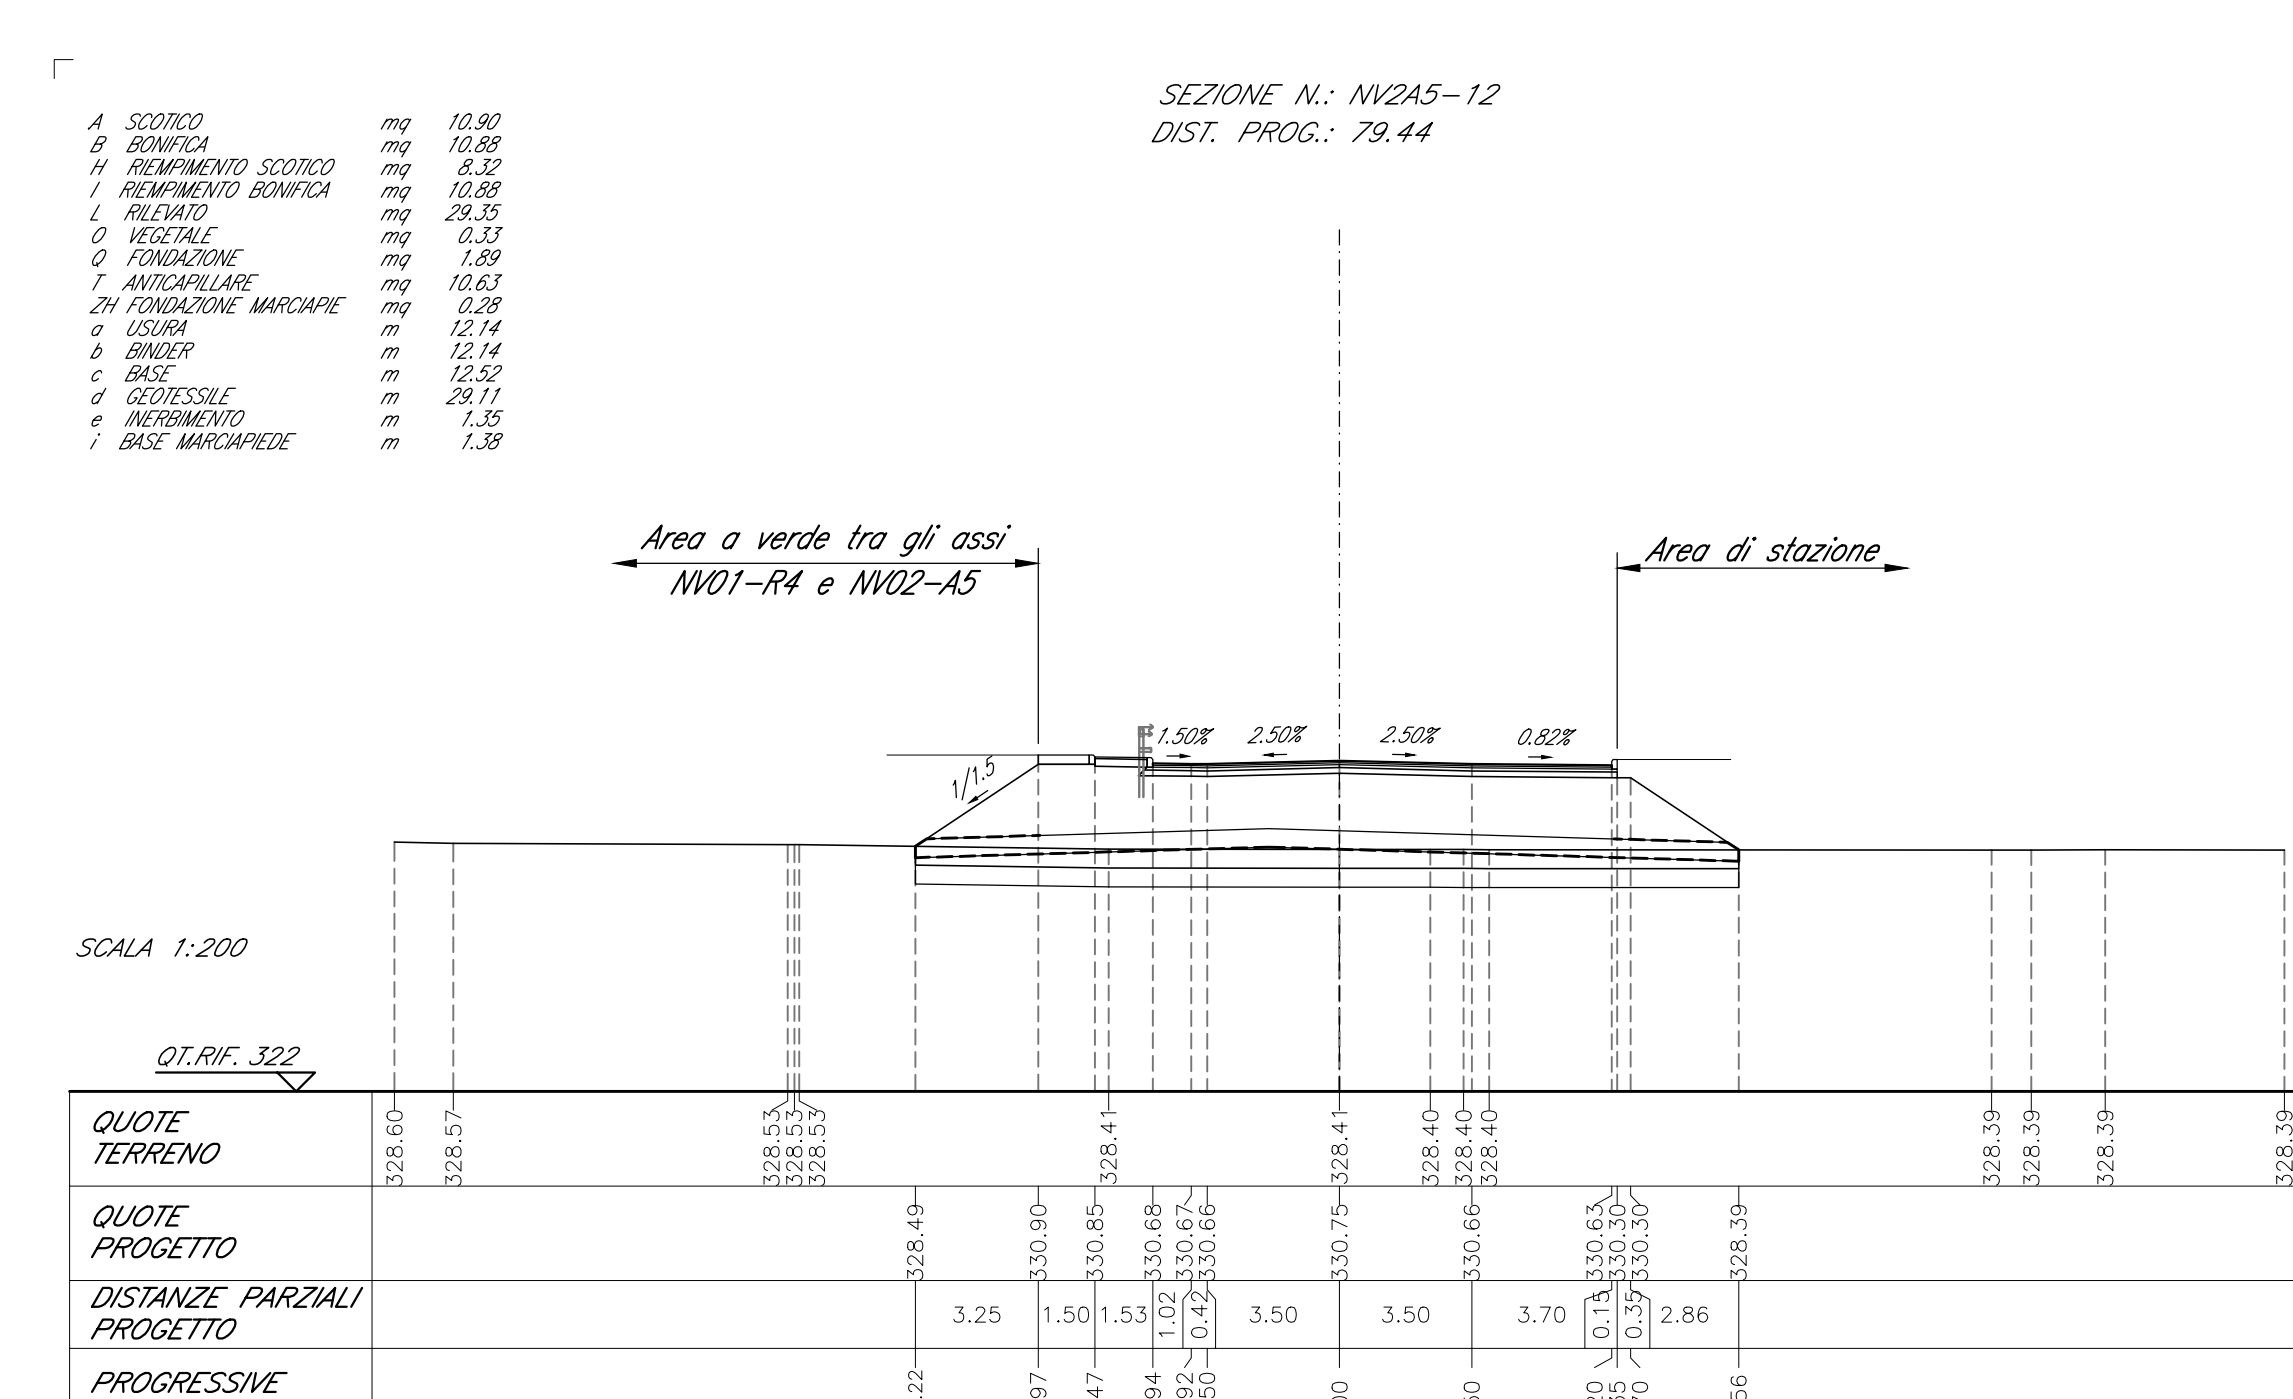 SEZIONE N.: NV2A5-12
DIST. PROG.: 79.44
A SCOTICO mq 10.90
B BONIFICA mq 10.88
H RIEMPIMENTO SCOTICO mq 8.32
I RIEMPIMENTO BONIFICA mq 10.88
L RILEVATO mq 29.35
O VEGETALE mq 0.33
Q FONDAZIONE mq 1.89
T ANTICAPILLARE mq 10.63
ZH FONDAZIONE MARCIAPIE mq 0.28
a USURA m 12.14
b BINDER m 12.14
c BASE m 12.52
d GEOTESSILE m 29.11
e INERBIMENTO m 1.35
i BASE MARCIAPIEDE m 1.38
Area a verde tra gli assi
NV01-R4 e NV02-A5
Area di stazione
1.50% 2.50% 2.50% 0.82%
1/1.5
SCALA 1:200
QT.RIF. 322
QUOTE
TERRENO
328.60 328.57 328.53 328.53 328.53 328.41 328.41 328.40 328.40 328.40 328.39 328.39 328.39 328.39
QUOTE
PROGETTO
328.49 330.90 330.85 330.68 330.67 330.66 330.75 330.66 330.63 330.30 330.30 328.39
DISTANZE PARZIALI
PROGETTO
3.25 1.50 1.53 1.02 0.42 3.50 3.50 3.70 0.15 0.35 2.86
PROGRESSIVE
.22 97 47 94 92 50 00